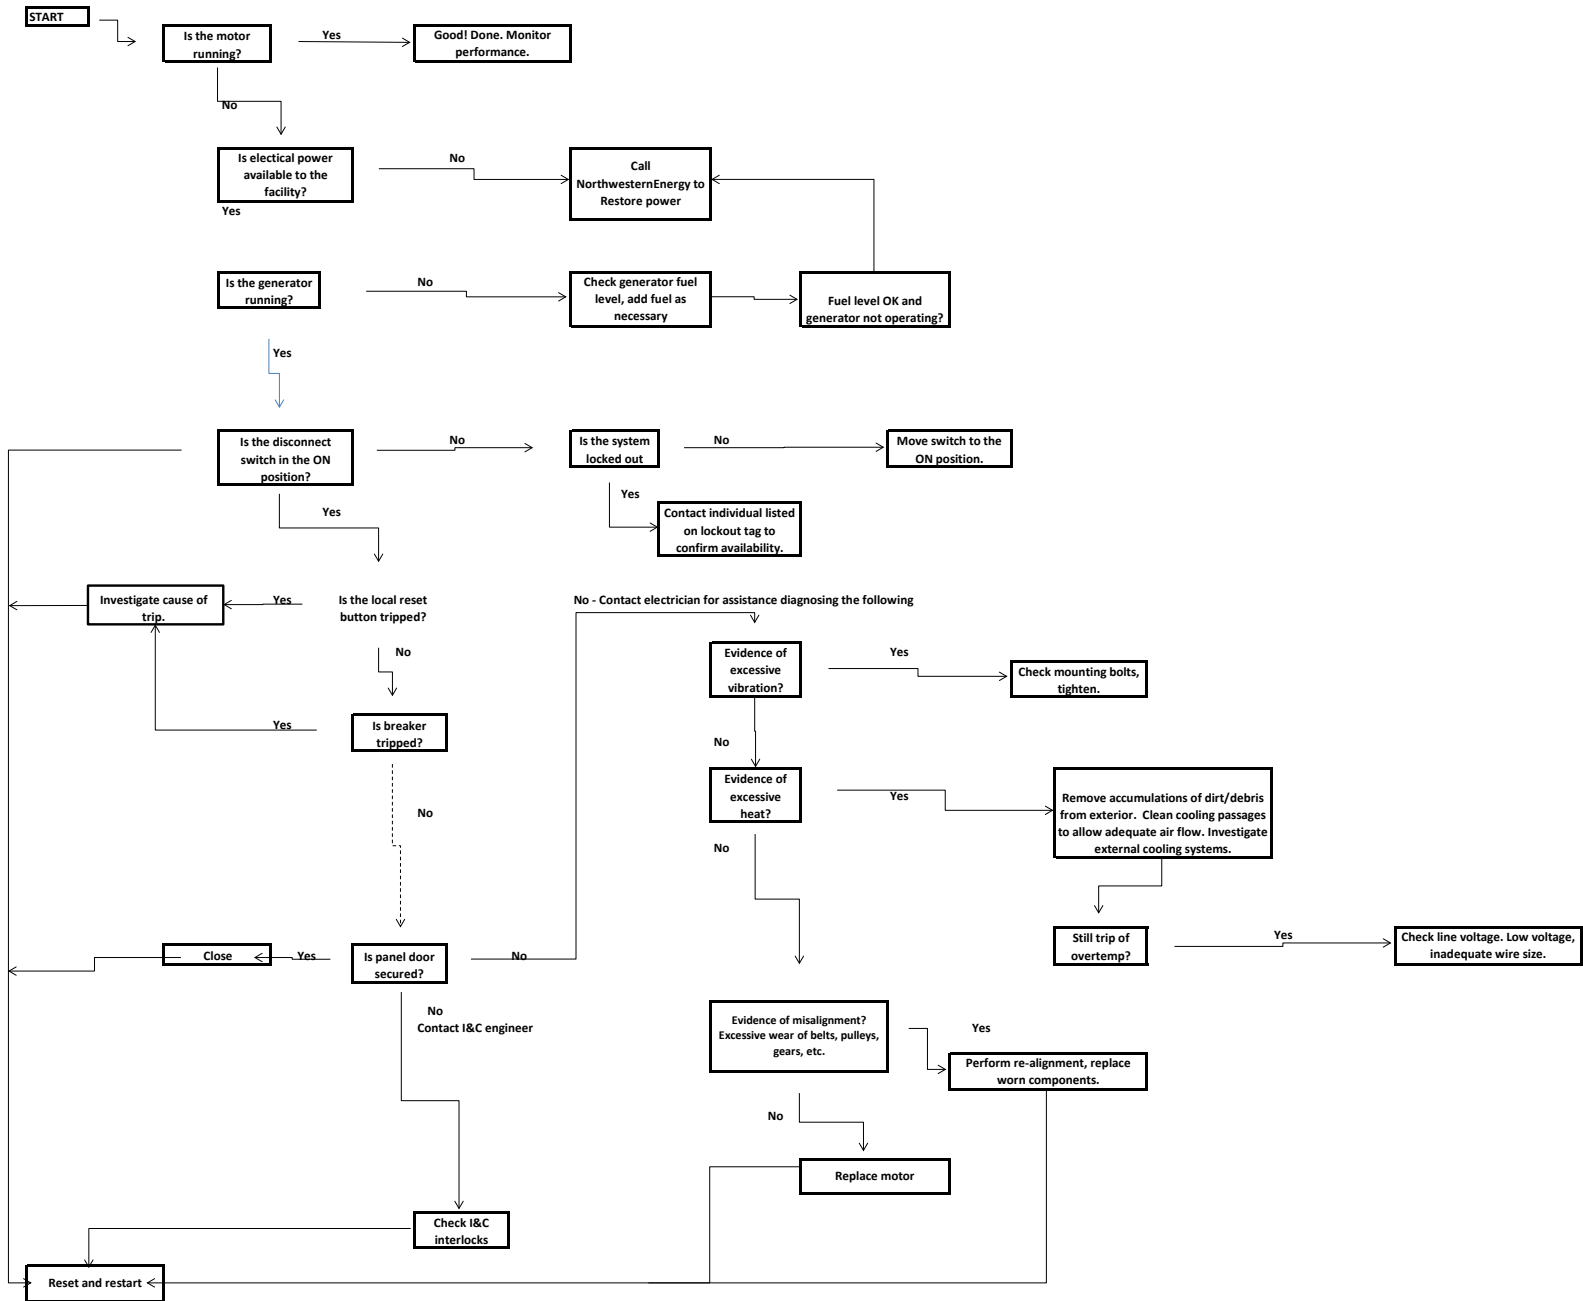 START
Is the motor
running?
Yes
Good! Done. Monitor
performance.
No
Is electical power
available to the
facility?
No
Call
NorthwesternEnergy to
Restore power
Yes
Is the generator
running?
No
Check generator fuel
level, add fuel as
necessary
Fuel level OK and
generator not operating?
Yes
Is the disconnect
switch in the ON
position?
No
Is the system
locked out
No
Move switch to the
ON position.
Yes
Yes
Contact individual listed
on lockout tag to
confirm availability.
Investigate cause of
trip.
Yes
Is the local reset
button tripped?
No - Contact electrician for assistance diagnosing the following
No
Evidence of
excessive
vibration?
Yes
Check mounting bolts,
tighten.
Yes
Is breaker
tripped?
No
Evidence of
excessive
heat?
Yes
Remove accumulations of dirt/debris
from exterior.  Clean cooling passages
to allow adequate air flow. Investigate
external cooling systems.
No
No
Close
Yes
Is panel door
secured?
No
Still trip of
overtemp?
Yes
Check line voltage. Low voltage,
inadequate wire size.
No
Contact I&C engineer
Evidence of misalignment?
Excessive wear of belts, pulleys,
gears, etc.
Yes
Perform re-alignment, replace
worn components.
No
Replace motor
Check I&C
interlocks
Reset and restart